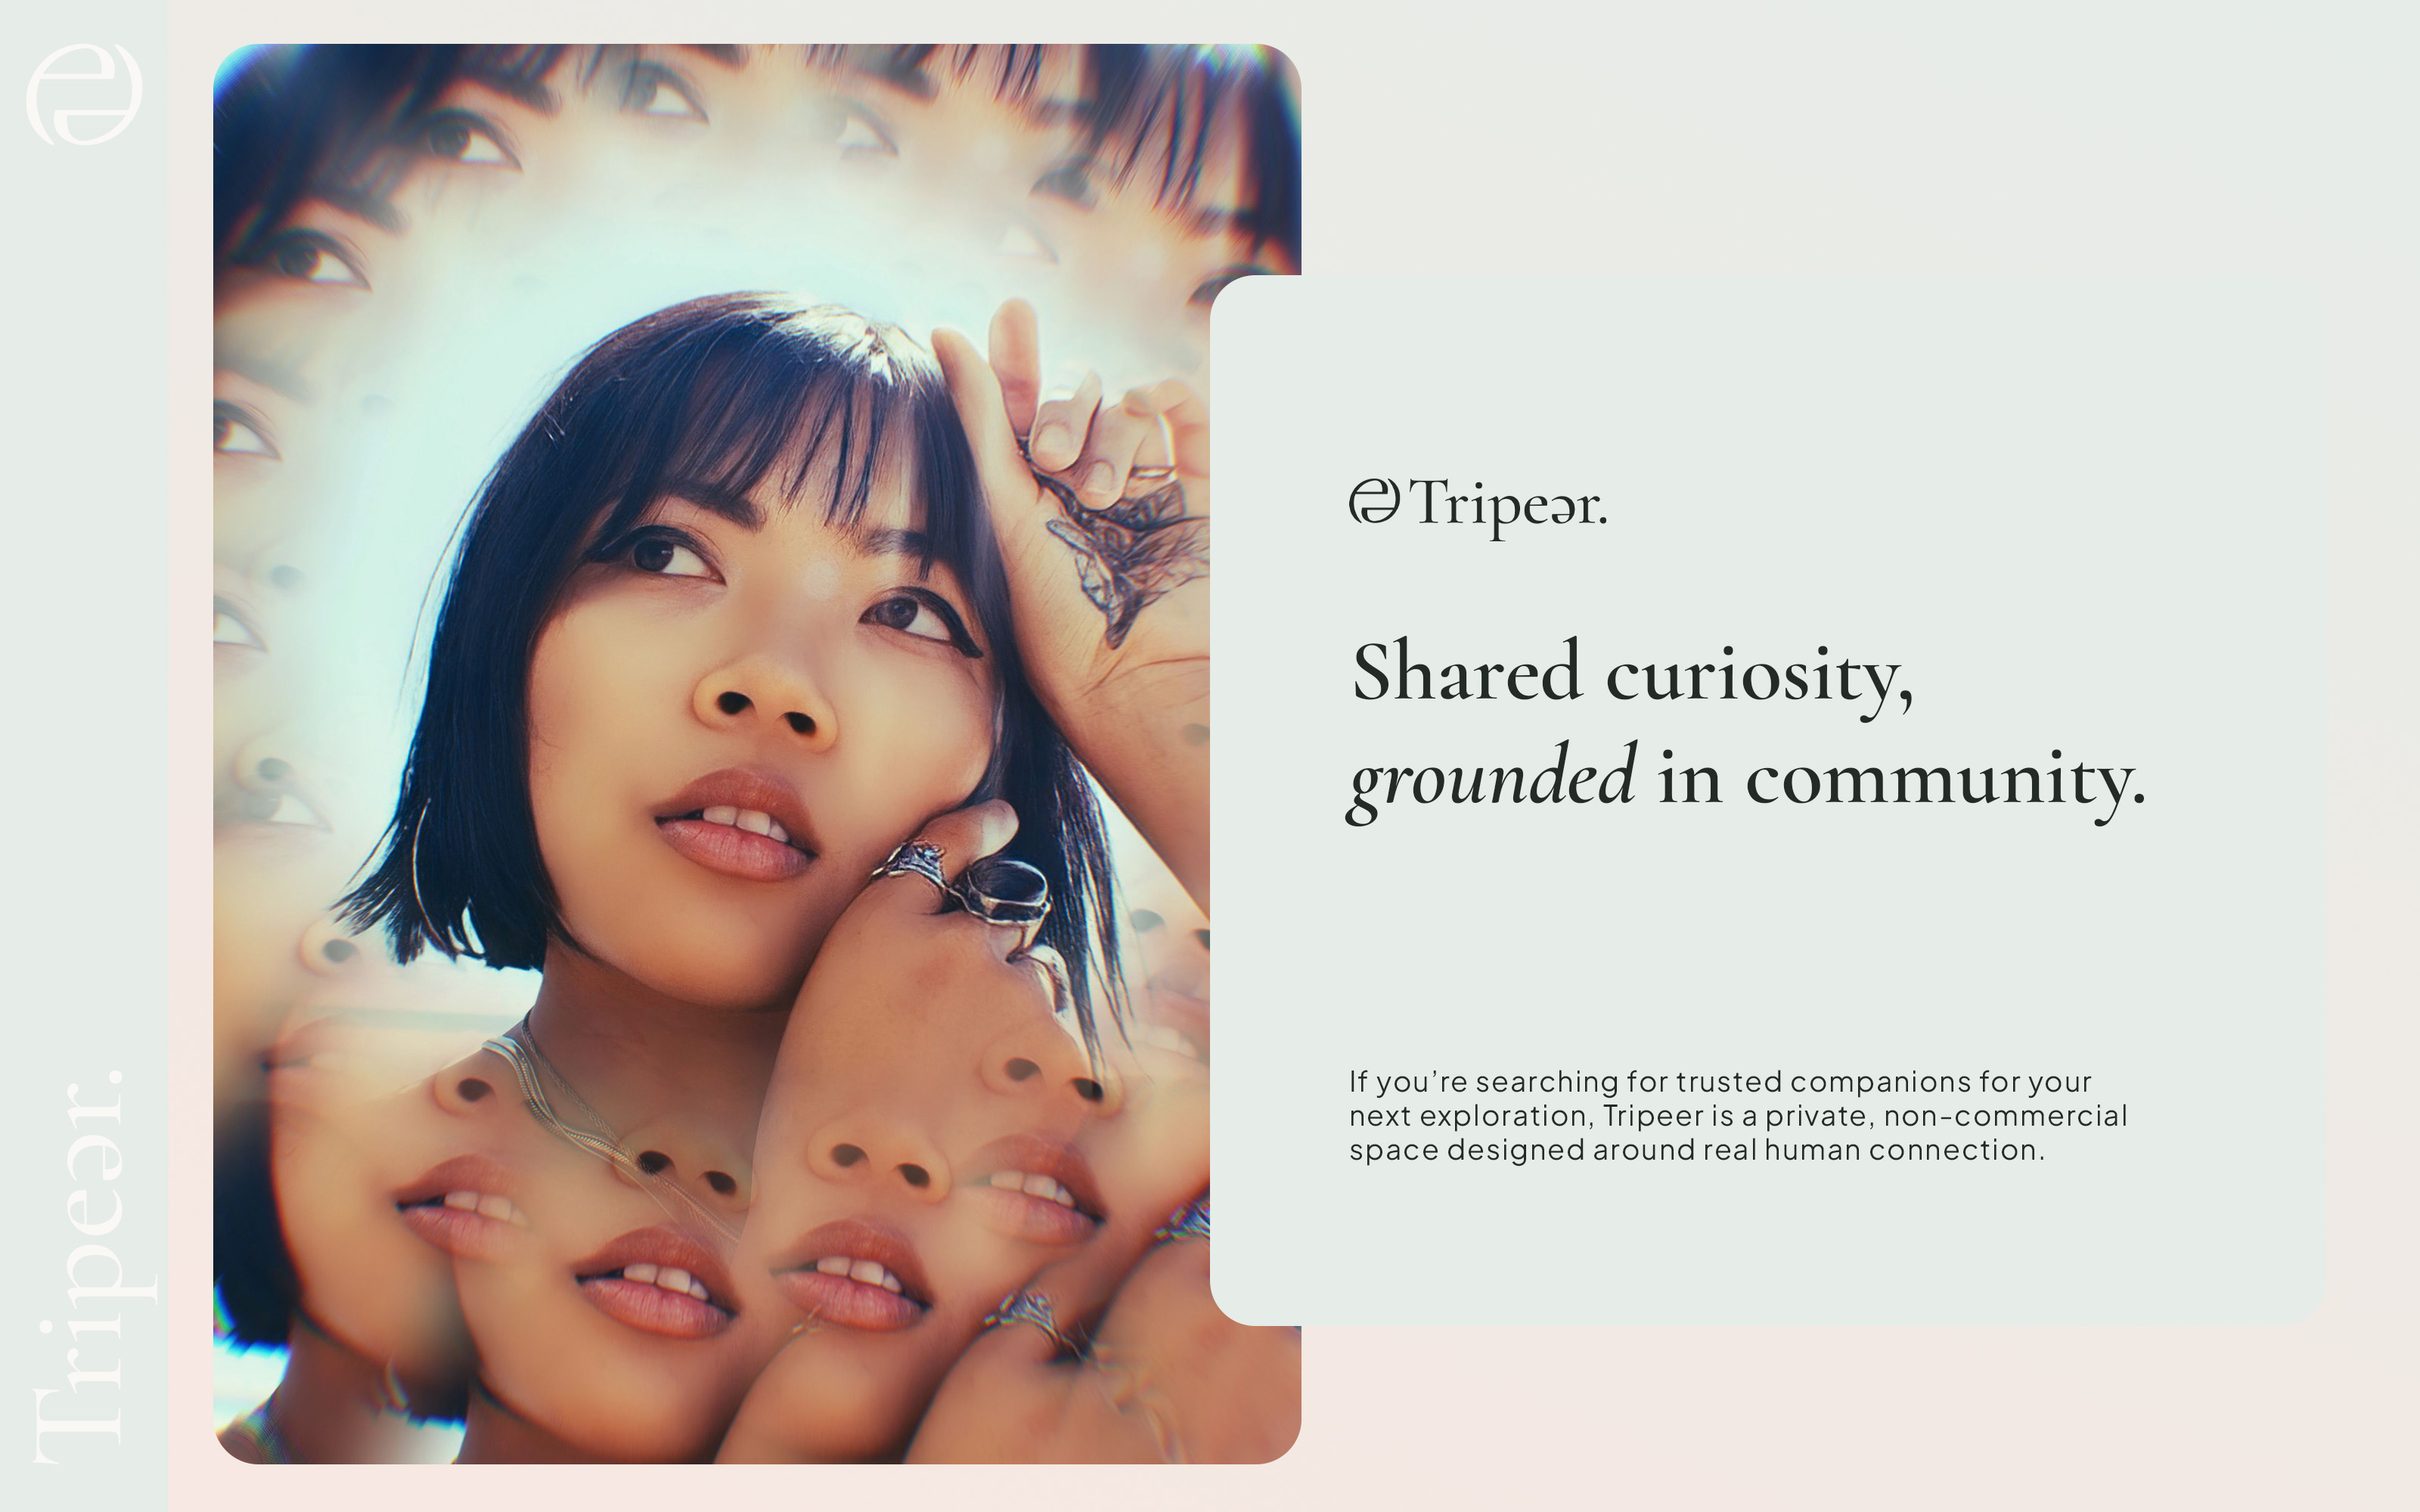 Tripeər.
Tripeər.
Shared curiosity,
grounded in community.
If you’re searching for trusted companions for your
next exploration, Tripeer is a private, non-commercial
space designed around real human connection.